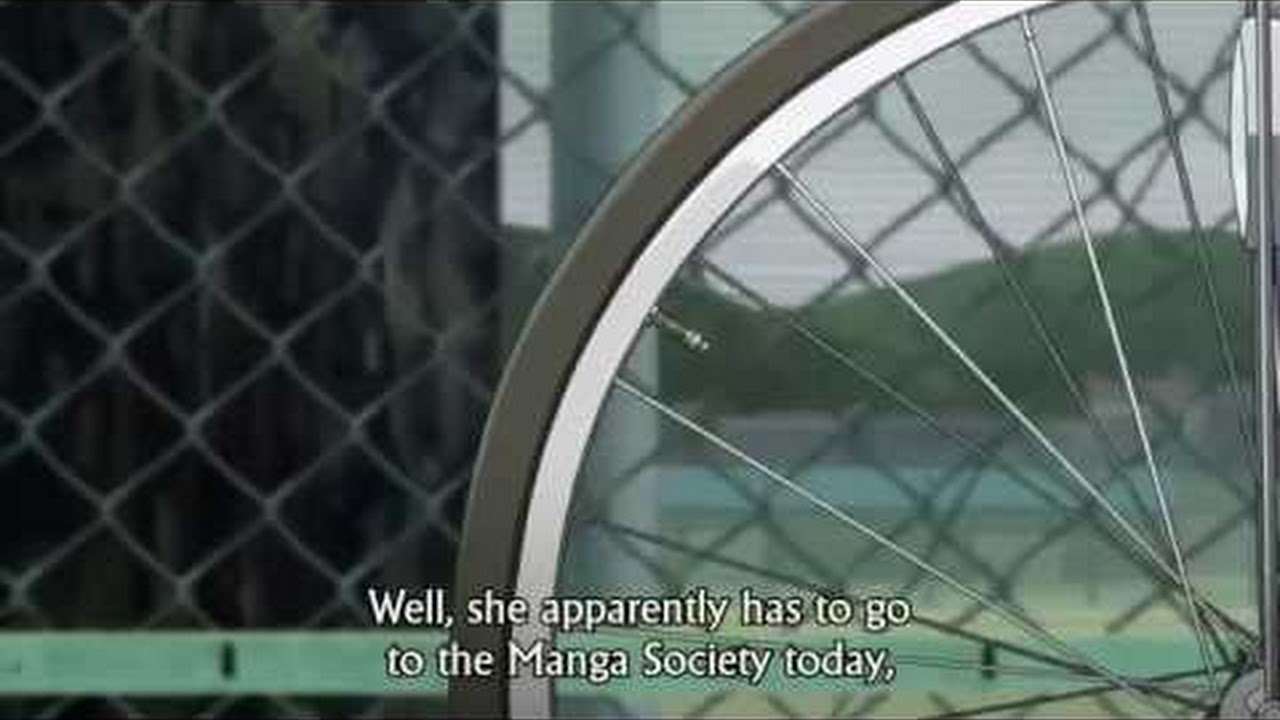 Well, she apparently has to go
to the Manga Society today,